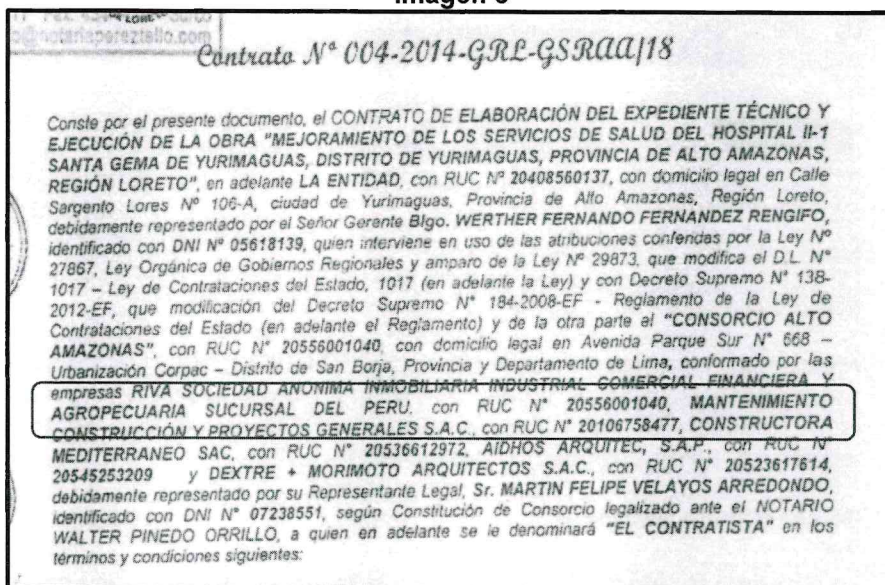 Imagen 3
@notariapereztello.com
Contrato Nº 004-2014-GRL-GSRAA/18
Conste por el presente documento, el CONTRATO DE ELABORACIÓN DEL EXPEDIENTE TÉCNICO Y
EJECUCIÓN DE LA OBRA "MEJORAMIENTO DE LOS SERVICIOS DE SALUD DEL HOSPITAL II-1
SANTA GEMA DE YURIMAGUAS, DISTRITO DE YURIMAGUAS, PROVINCIA DE ALTO AMAZONAS,
REGIÓN LORETO", en adelante LA ENTIDAD, con RUC Nº 20408560137, con domicilio legal en Calle
Sargento Lores Nº 106-A, ciudad de Yurimaguas, Provincia de Alto Amazonas, Región Loreto,
debidamente representado por el Señor Gerente Blgo. WERTHER FERNANDO FERNANDEZ RENGIFO,
identificado con DNI Nº 05618139, quien interviene en uso de las atribuciones conferidas por la Ley Nº
27867, Ley Orgánica de Gobiernos Regionales y amparo de la Ley Nº 29873, que modifica el D.L. N°
1017 – Ley de Contrataciones del Estado, 1017 (en adelante la Ley) y con Decreto Supremo N° 138-
2012-EF, que modificación del Decreto Supremo N° 184-2008-EF - Reglamento de la Ley de
Contrataciones del Estado (en adelante el Reglamento) y de la otra parte el "CONSORCIO ALTO
AMAZONAS", con RUC N° 20556001040, con domicilio legal en Avenida Parque Sur N° 668 –
Urbanización Corpac – Distrito de San Borja, Provincia y Departamento de Lima, conformado por las
empresas RIVA SOCIEDAD ANONIMA INMOBILIARIA INDUSTRIAL COMERCIAL FINANCIERA Y
AGROPECUARIA SUCURSAL DEL PERU, con RUC N° 20556001040, MANTENIMIENTO
CONSTRUCCIÓN Y PROYECTOS GENERALES S.A.C., con RUC N° 20106758477, CONSTRUCTORA
MEDITERRANEO SAC, con RUC N° 20536612972, AIDHOS ARQUITEC, S.A.P., con RUC N°
20545253209 y DEXTRE + MORIMOTO ARQUITECTOS S.A.C., con RUC N° 20523617614,
debidamente representado por su Representante Legal, Sr. MARTIN FELIPE VELAYOS ARREDONDO,
identificado con DNI N° 07238551, según Constitución de Consorcio legalizado ante el NOTARIO
WALTER PINEDO ORRILLO, a quien en adelante se le denominará "EL CONTRATISTA" en los
términos y condiciones siguientes: